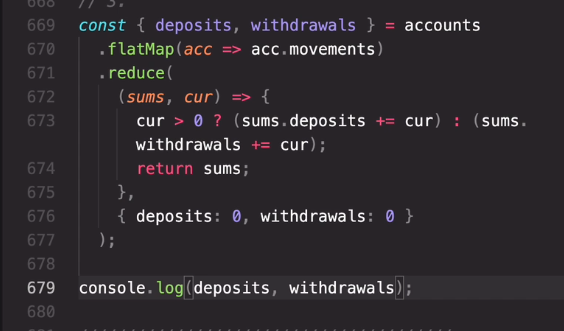 668 // 3.
669 const { deposits, withdrawals } = accounts
670 .flatMap(acc => acc.movements)
671 .reduce(
672 (sums, cur) => {
673 cur > 0 ? (sums.deposits += cur) : (sums.
withdrawals += cur);
674 return sums;
675 },
676 { deposits: 0, withdrawals: 0 }
677 );
678
679 console.log(deposits, withdrawals);
680